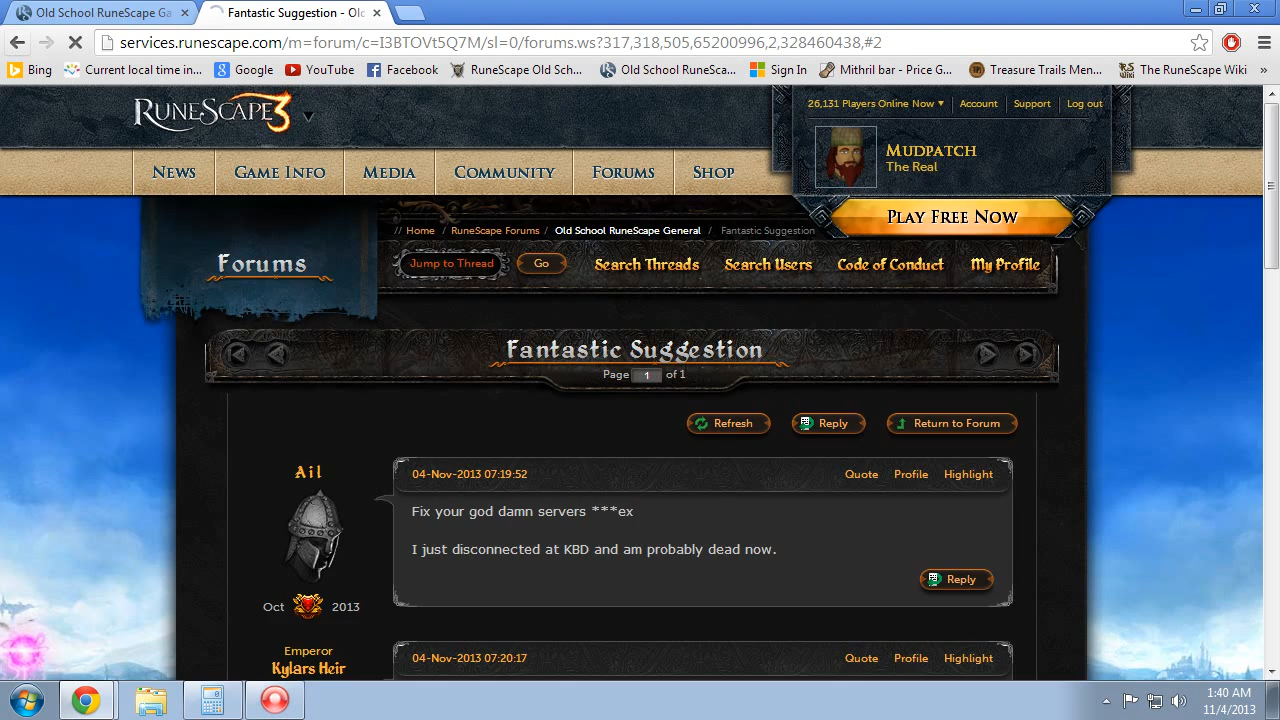 Old School RuneScape Ga
Fantastic Suggestion - Ol
services.runescape.com/m=forum/c=I3BTOVt5Q7M/sl=0/forums.ws?317,318,505,65200996,2,328460438,#2
Bing
Current local time in...
Google
YouTube
Facebook
RuneScape Old Sch...
Old School RuneSca...
Sign In
Mithril bar - Price G...
Treasure Trails Men...
The RuneScape Wiki
»
RuneScape 3
26,131 Players Online Now ▾
Account
Support
Log out
Mudpatch
The Real
News
Game Info
Media
Community
Forums
Shop
Play Free Now
// Home / RuneScape Forums / Old School RuneScape General / Fantastic Suggestion
Forums
Jump to Thread
Go
Search Threads
Search Users
Code of Conduct
My Profile
Fantastic Suggestion
Page 1 of 1
Refresh
Reply
Return to Forum
Ail
04-Nov-2013 07:19:52
Quote
Profile
Highlight
Fix your god damn servers ***ex
I just disconnected at KBD and am probably dead now.
Reply
Oct 2013
Emperor
Kylars Heir
04-Nov-2013 07:20:17
Quote
Profile
Highlight
1:40 AM
11/4/2013